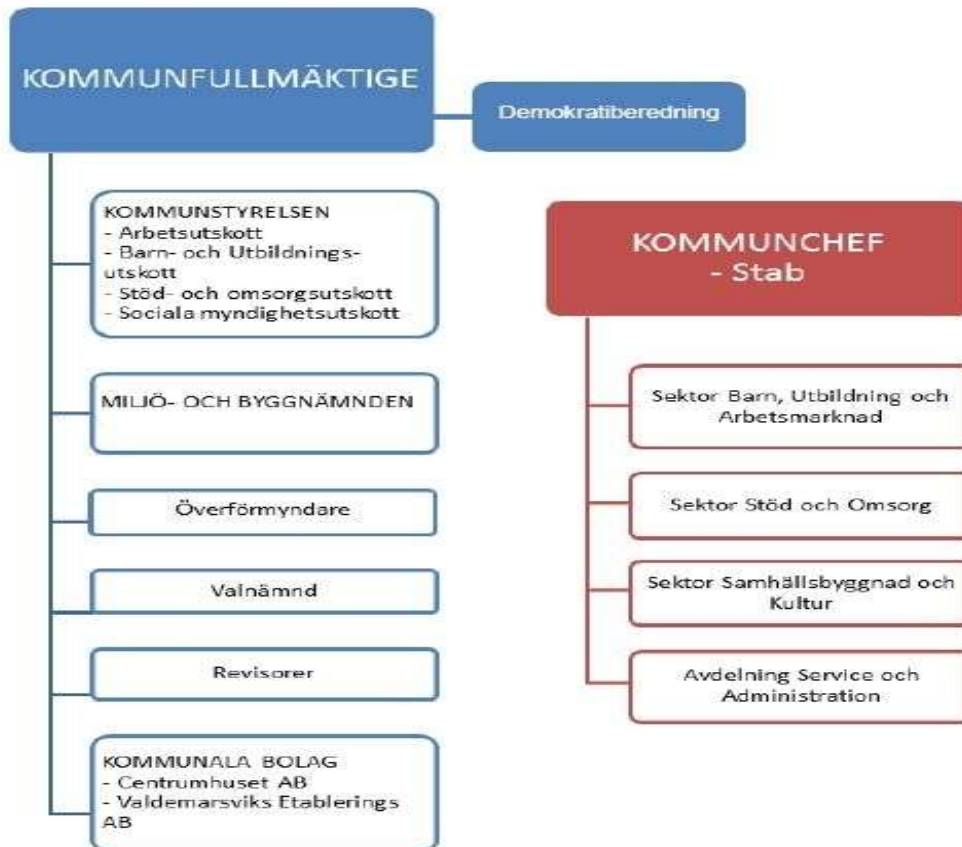 KOMMUNFULLMÄKTIGE
Demokratiberedning
KOMMUNSTYRELSEN
- Arbetsutskott
- Barn- och Utbildnings-
utskott
- Stöd- och omsorgsutskott
- Sociala myndighetsutskott
MILJÖ- OCH BYGGNÄMNDEN
Överförmyndare
Valnämnd
Revisorer
KOMMUNALA BOLAG
- Centrumhuset AB
- Valdemarsviks Etablerings
AB
KOMMUNCHEF
- Stab
Sektor Barn, Utbildning och
Arbetsmarknad
Sektor Stöd och Omsorg
Sektor Samhällsbyggnad och
Kultur
Avdelning Service och
Administration